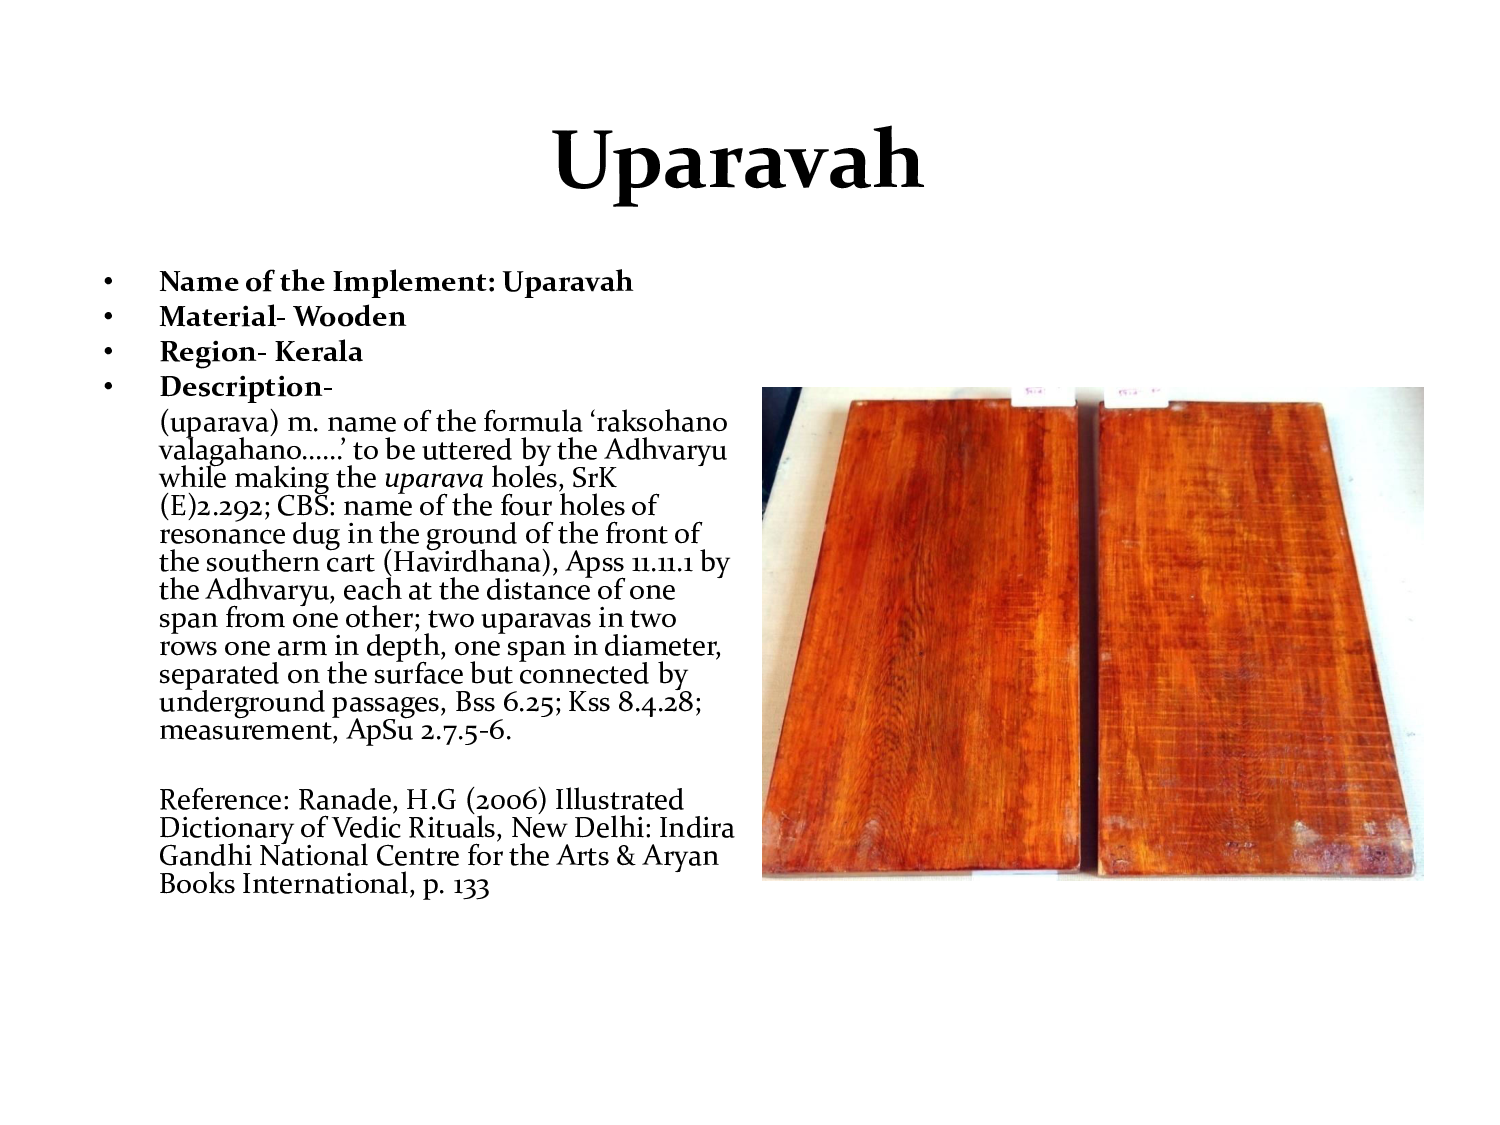 Uparavah
• Name of the Implement: Uparavah
• Material- Wooden
• Region- Kerala
• Description-
(uparava) m. name of the formula ‘raksohano
valagahano……’ to be uttered by the Adhvaryu
while making the uparava holes, SrK
(E)2.292; CBS: name of the four holes of
resonance dug in the ground of the front of
the southern cart (Havirdhana), Apss 11.11.1 by
the Adhvaryu, each at the distance of one
span from one other; two uparavas in two
rows one arm in depth, one span in diameter,
separated on the surface but connected by
underground passages, Bss 6.25; Kss 8.4.28;
measurement, ApSu 2.7.5-6.
Reference: Ranade, H.G (2006) Illustrated
Dictionary of Vedic Rituals, New Delhi: Indira
Gandhi National Centre for the Arts & Aryan
Books International, p. 133